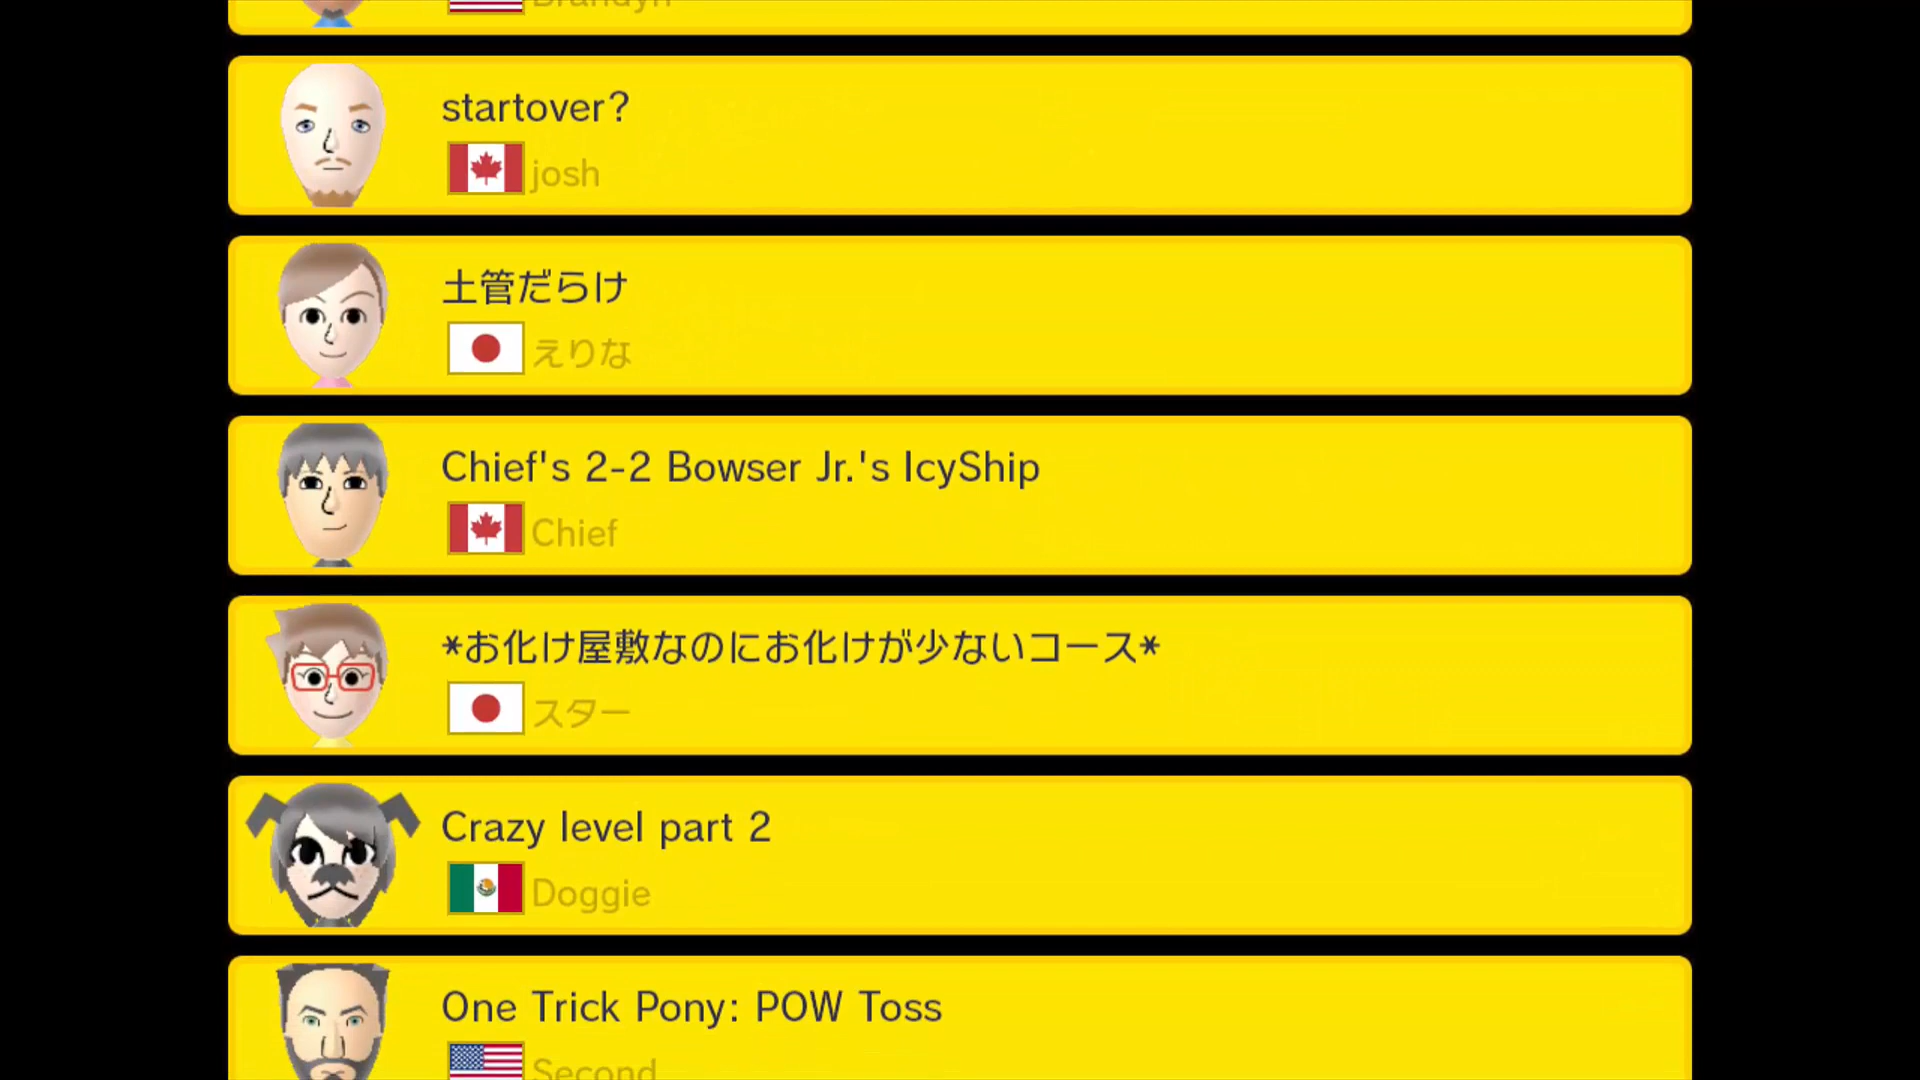 Brandyn
startover?
josh
土管だらけ
えりな
Chief's 2-2 Bowser Jr.'s IcyShip
Chief
*お化け屋敷なのにお化けが少ないコース*
スター
Crazy level part 2
Doggie
One Trick Pony: POW Toss
Second